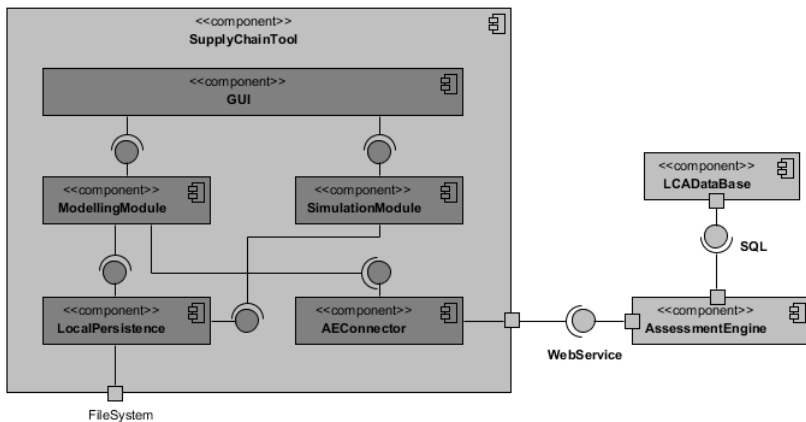 <<component>>
SupplyChainTool
<<component>>
GUI
<<component>>
ModellingModule
<<component>>
SimulationModule
<<component>>
LCADataBase
SQL
<<component>>
LocalPersistence
<<component>>
AEConnector
WebService
<<component>>
AssessmentEngine
FileSystem